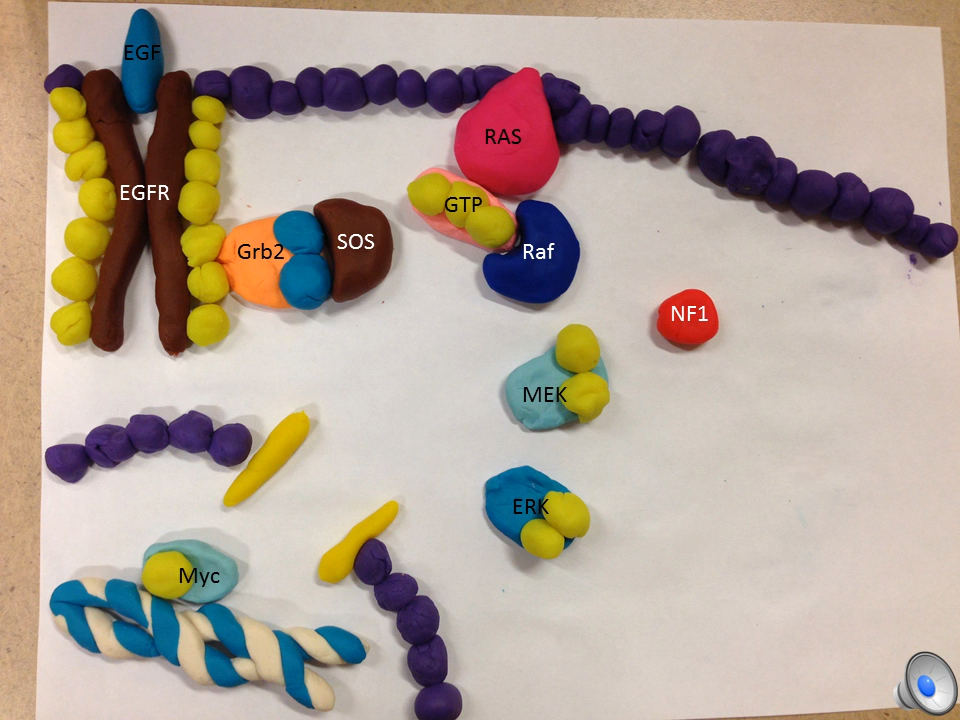 EGF
RAS
EGFR
GTP
Grb2
SOS
Raf
NF1
MEK
ERK
Myc